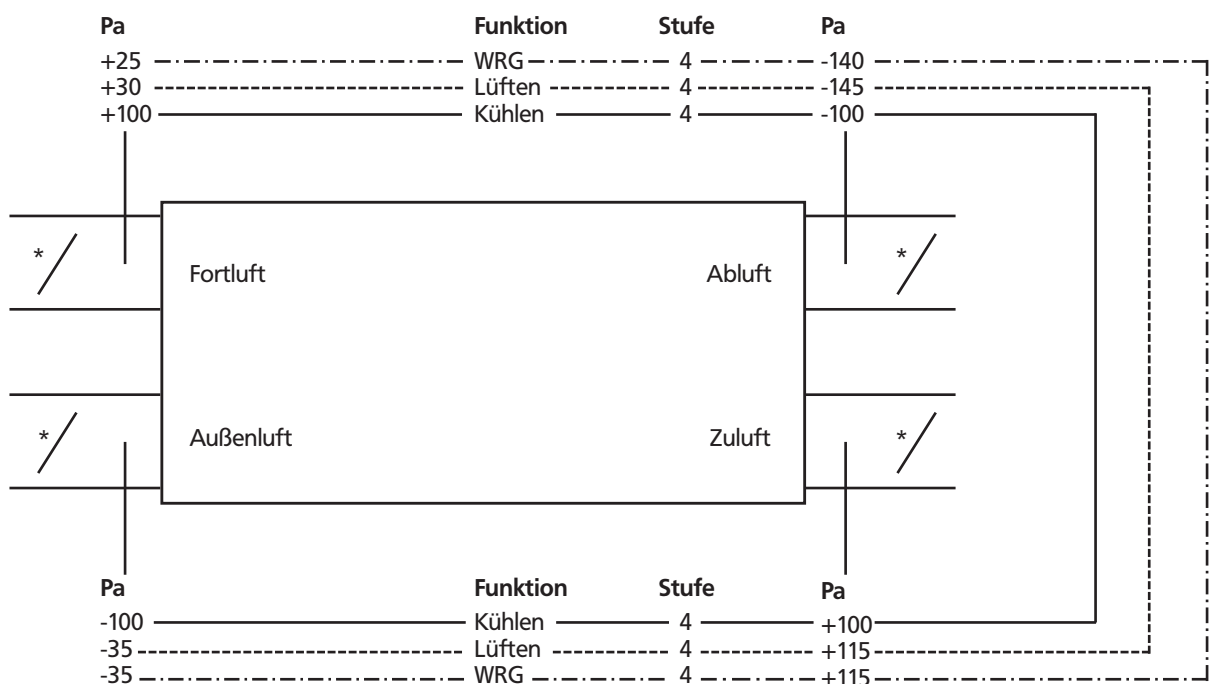 Pa Funktion Stufe Pa
+25 WRG 4 -140
+30 Lüften 4 -145
+100 Kühlen 4 -100
* *
Fortluft Abluft
* *
Außenluft Zuluft
Pa Funktion Stufe Pa
-100 Kühlen 4 +100
-35 Lüften 4 +115
-35 WRG 4 +115